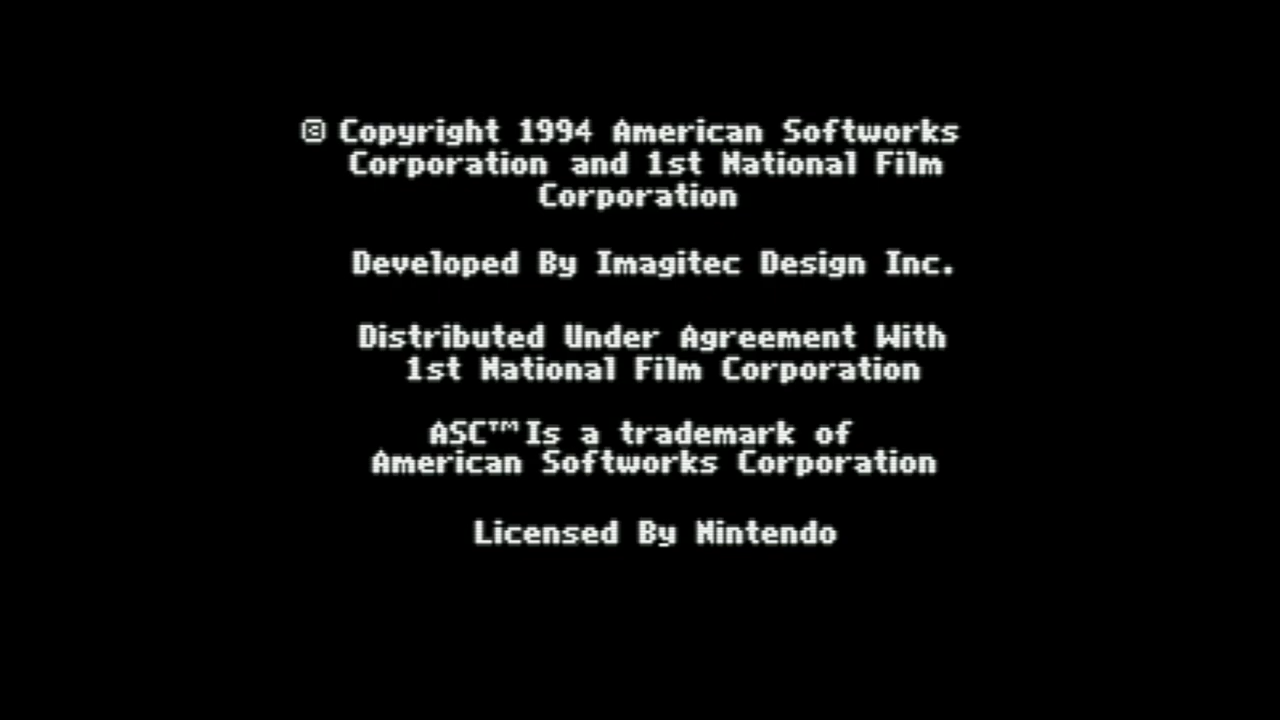 © Copyright 1994 American Softworks
Corporation and 1st National Film
Corporation
Developed By Imagitec Design Inc.
Distributed Under Agreement With
1st National Film Corporation
ASC™ Is a trademark of
American Softworks Corporation
Licensed By Nintendo